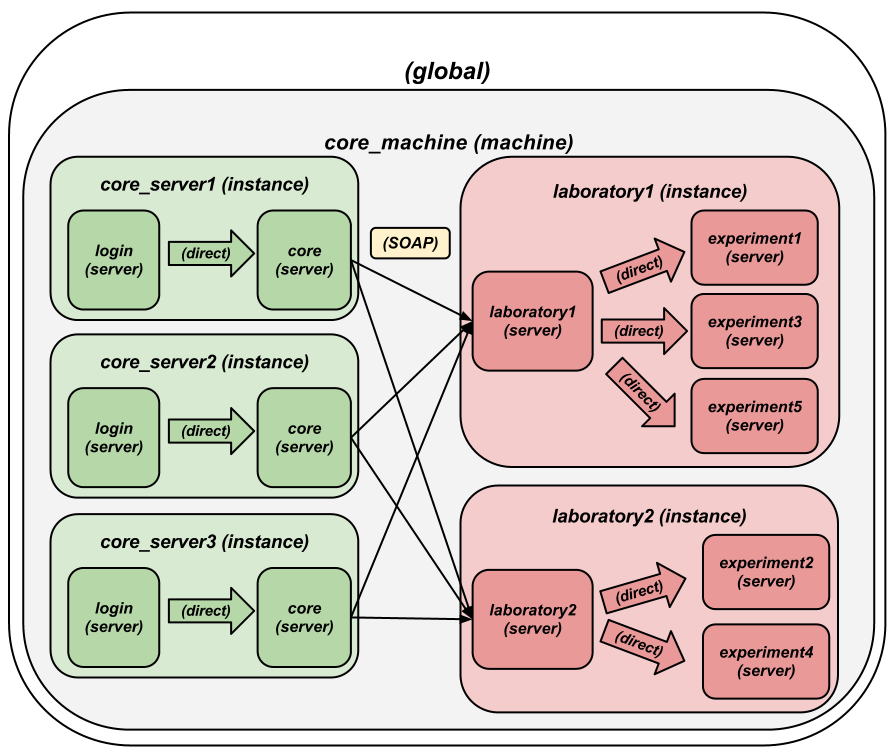 (global)
core_machine (machine)
core_server1 (instance)
login
(server)
(direct)
core
(server)
(SOAP)
core_server2 (instance)
login
(server)
(direct)
core
(server)
core_server3 (instance)
login
(server)
(direct)
core
(server)
laboratory1 (instance)
laboratory1
(server)
(direct)
(direct)
(direct)
experiment1
(server)
experiment3
(server)
experiment5
(server)
laboratory2 (instance)
laboratory2
(server)
(direct)
(direct)
experiment2
(server)
experiment4
(server)